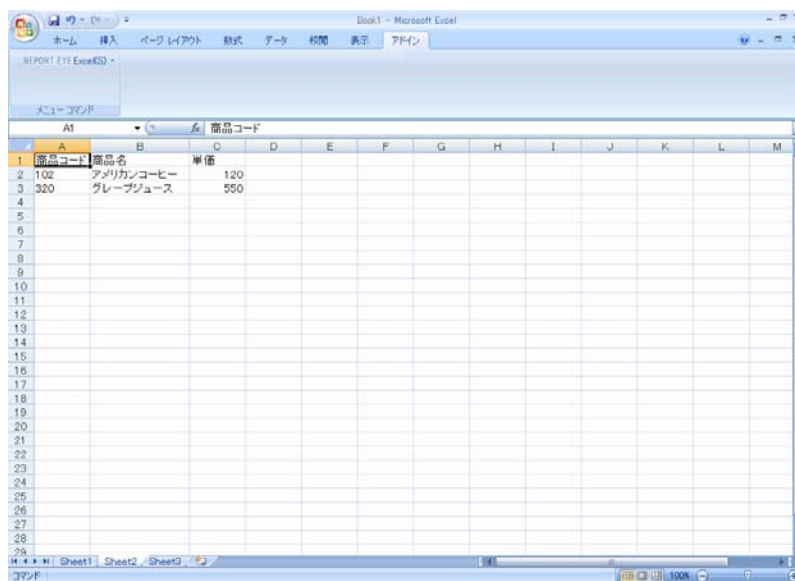 Book1 - Microsoft Excel
ホーム 挿入 ページ レイアウト 数式 データ 校閲 表示 アドイン
REPORT EYE Excel(S)
メニュー コマンド
A1 fx 商品コード
A B C D E F G H I J K L M
1 商品コード 商品名 単価
2 102 アメリカンコーヒー 120
3 320 グレープジュース 550
4
5
6
7
8
9
10
11
12
13
14
15
16
17
18
19
20
21
22
23
24
25
26
27
28
29
Sheet1 Sheet2 Sheet3
コマンド 100%